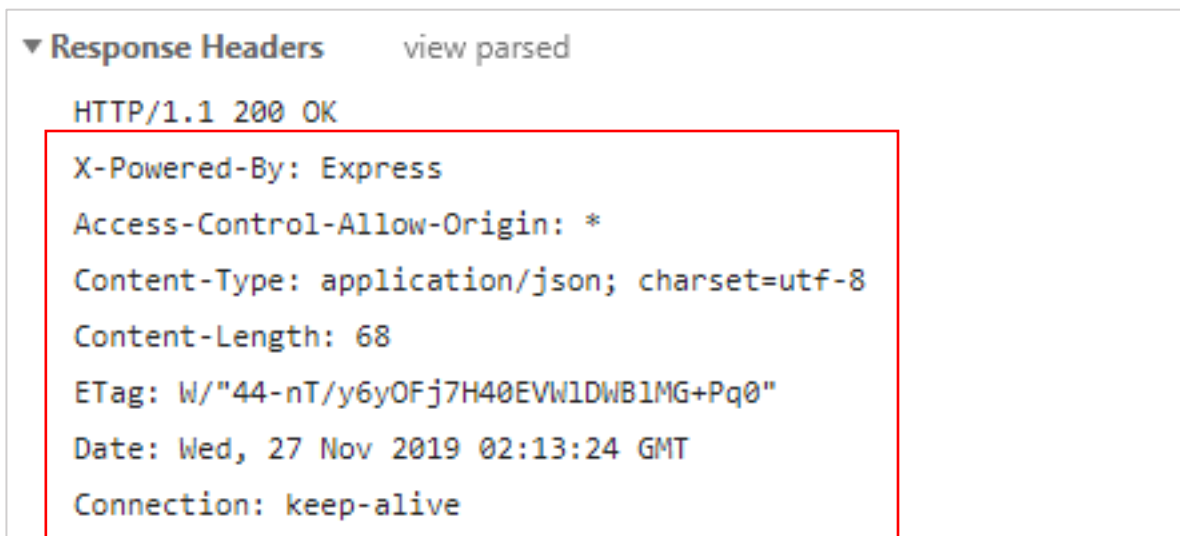 Response Headers view parsed
HTTP/1.1 200 OK
X-Powered-By: Express
Access-Control-Allow-Origin: *
Content-Type: application/json; charset=utf-8
Content-Length: 68
ETag: W/"44-nT/y6yOFj7H40EVWlDWBlMG+Pq0"
Date: Wed, 27 Nov 2019 02:13:24 GMT
Connection: keep-alive